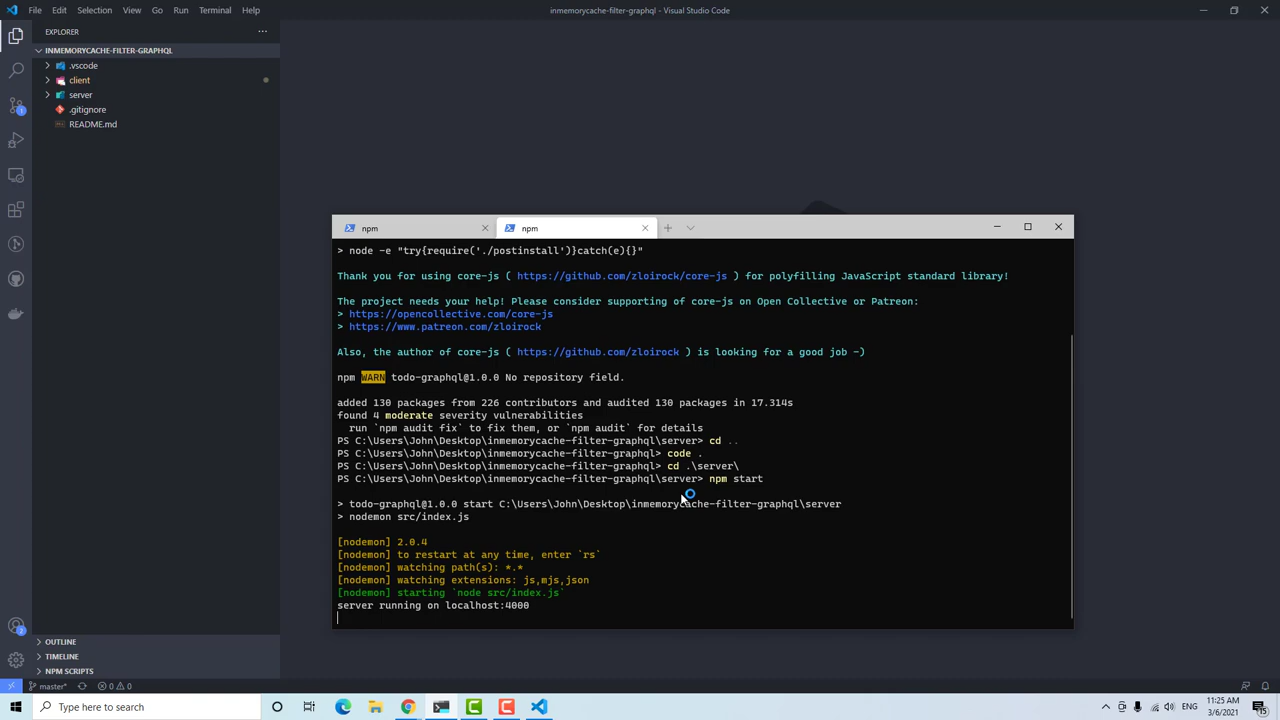 File Edit Selection View Go Run Terminal Help
inmemorycache-filter-graphql - Visual Studio Code
EXPLORER
INMEMORYCACHE-FILTER-GRAPHQL
.vscode
client
server
.gitignore
README.md
npm
npm
> node -e "try{require('./postinstall')}catch(e){}"
Thank you for using core-js ( https://github.com/zloirock/core-js ) for polyfilling JavaScript standard library!
The project needs your help! Please consider supporting of core-js on Open Collective or Patreon:
> https://opencollective.com/core-js
> https://www.patreon.com/zloirock
Also, the author of core-js ( https://github.com/zloirock ) is looking for a good job -)
npm WARN todo-graphql@1.0.0 No repository field.
added 130 packages from 226 contributors and audited 130 packages in 17.314s
found 4 moderate severity vulnerabilities
run `npm audit fix` to fix them, or `npm audit` for details
PS C:\Users\John\Desktop\inmemorycache-filter-graphql\server> cd ..
PS C:\Users\John\Desktop\inmemorycache-filter-graphql> code .
PS C:\Users\John\Desktop\inmemorycache-filter-graphql> cd .\server\
PS C:\Users\John\Desktop\inmemorycache-filter-graphql\server> npm start
> todo-graphql@1.0.0 start C:\Users\John\Desktop\inmemorycache-filter-graphql\server
> nodemon src/index.js
[nodemon] 2.0.4
[nodemon] to restart at any time, enter `rs`
[nodemon] watching path(s): *.*
[nodemon] watching extensions: js,mjs,json
[nodemon] starting `node src/index.js`
server running on localhost:4000
OUTLINE
TIMELINE
NPM SCRIPTS
1
2
master* 0 0
Type here to search
ENG
11:25 AM
3/6/2021
15